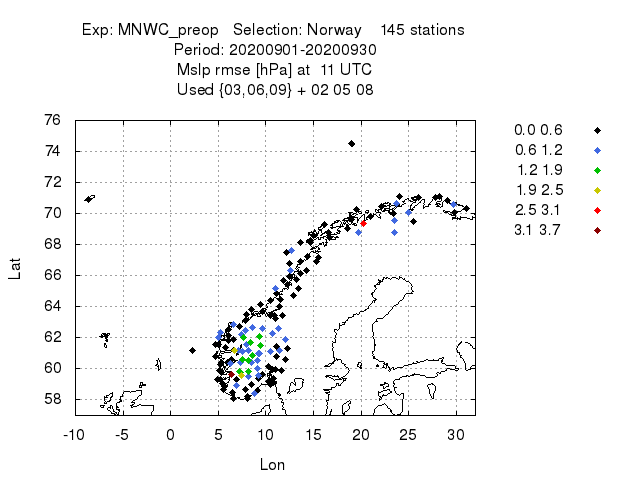 Exp: MNWC_preop Selection: Norway 145 stations
Period: 20200901-20200930
Mslp rmse [hPa] at 11 UTC
Used {03,06,09} + 02 05 08
76
74
72
70
68
66
64
62
60
58
Lat
-10 -5 0 5 10 15 20 25 30
Lon
0.0 0.6
0.6 1.2
1.2 1.9
1.9 2.5
2.5 3.1
3.1 3.7